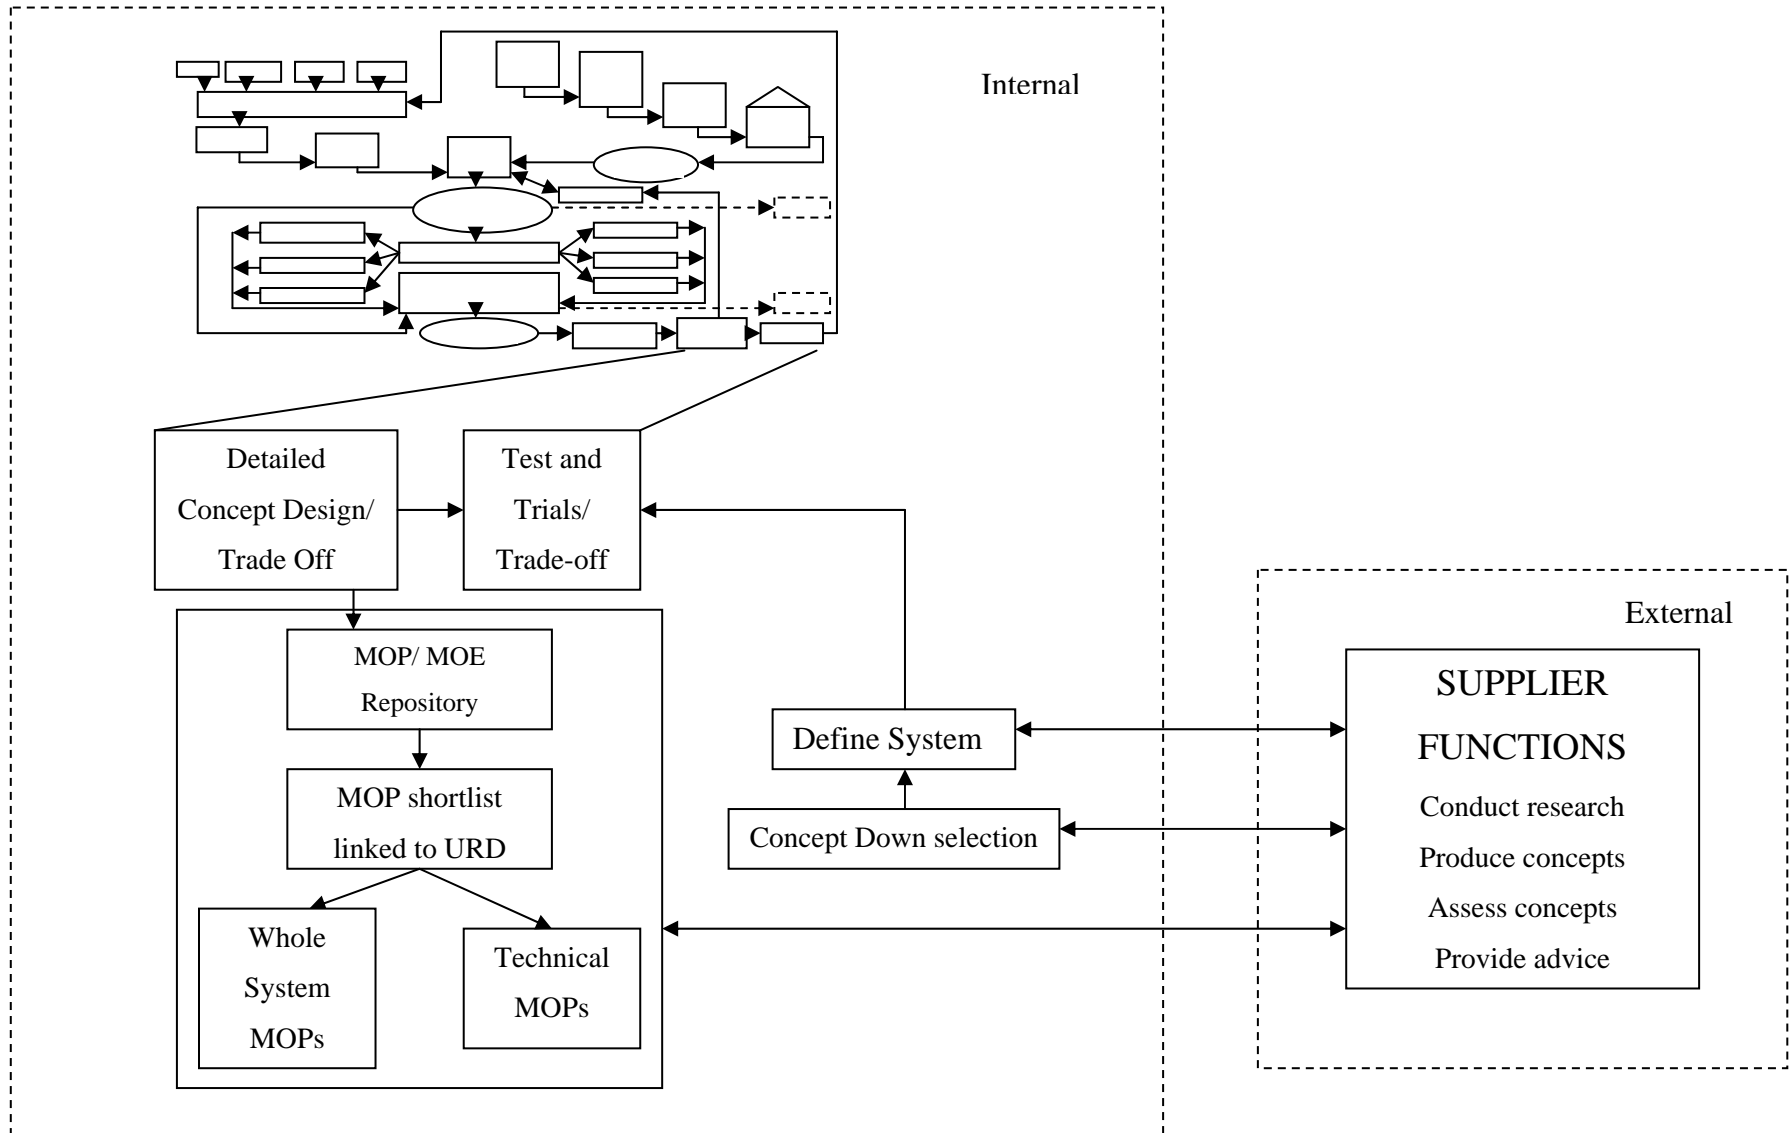 Internal
Detailed
Concept Design/
Trade Off
Test and
Trials/
Trade-off
External
MOP/ MOE
Repository
SUPPLIER
FUNCTIONS
Conduct research
Produce concepts
Assess concepts
Provide advice
Define System
MOP shortlist
linked to URD
Concept Down selection
Whole
System
MOPs
Technical
MOPs